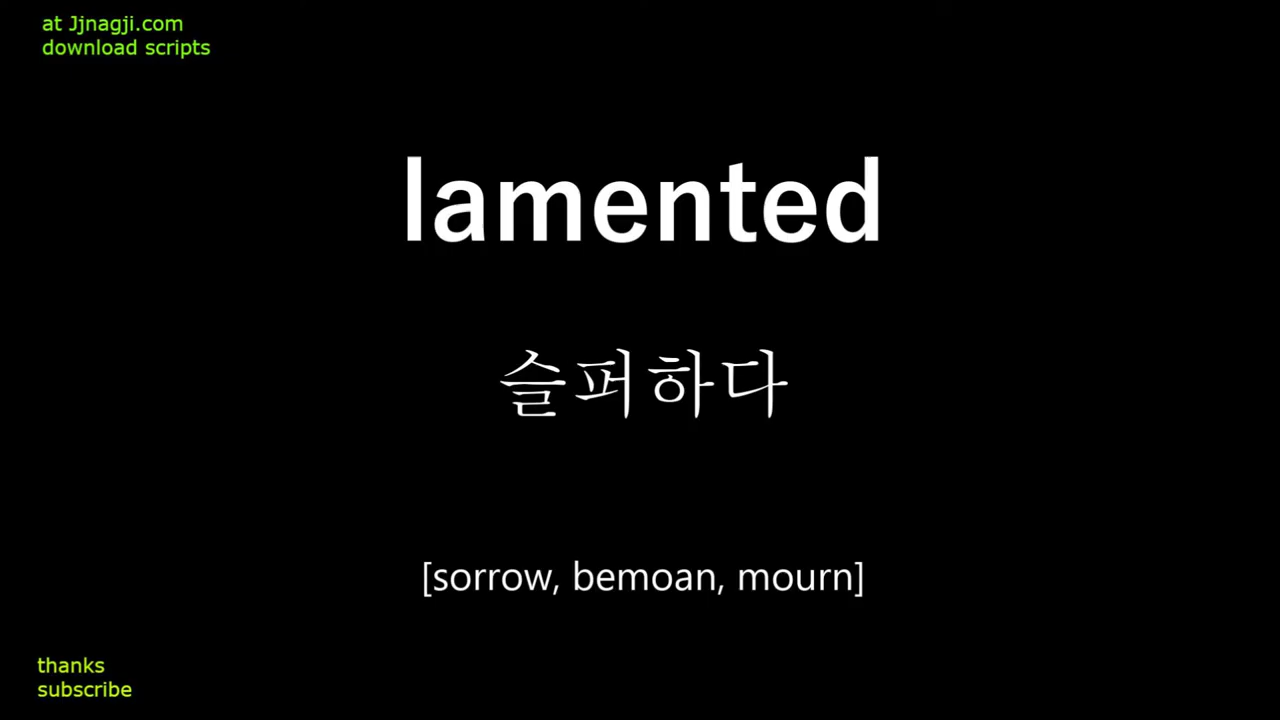 at Jjnagji.com
download scripts
lamented
슬퍼하다
[sorrow, bemoan, mourn]
thanks
subscribe